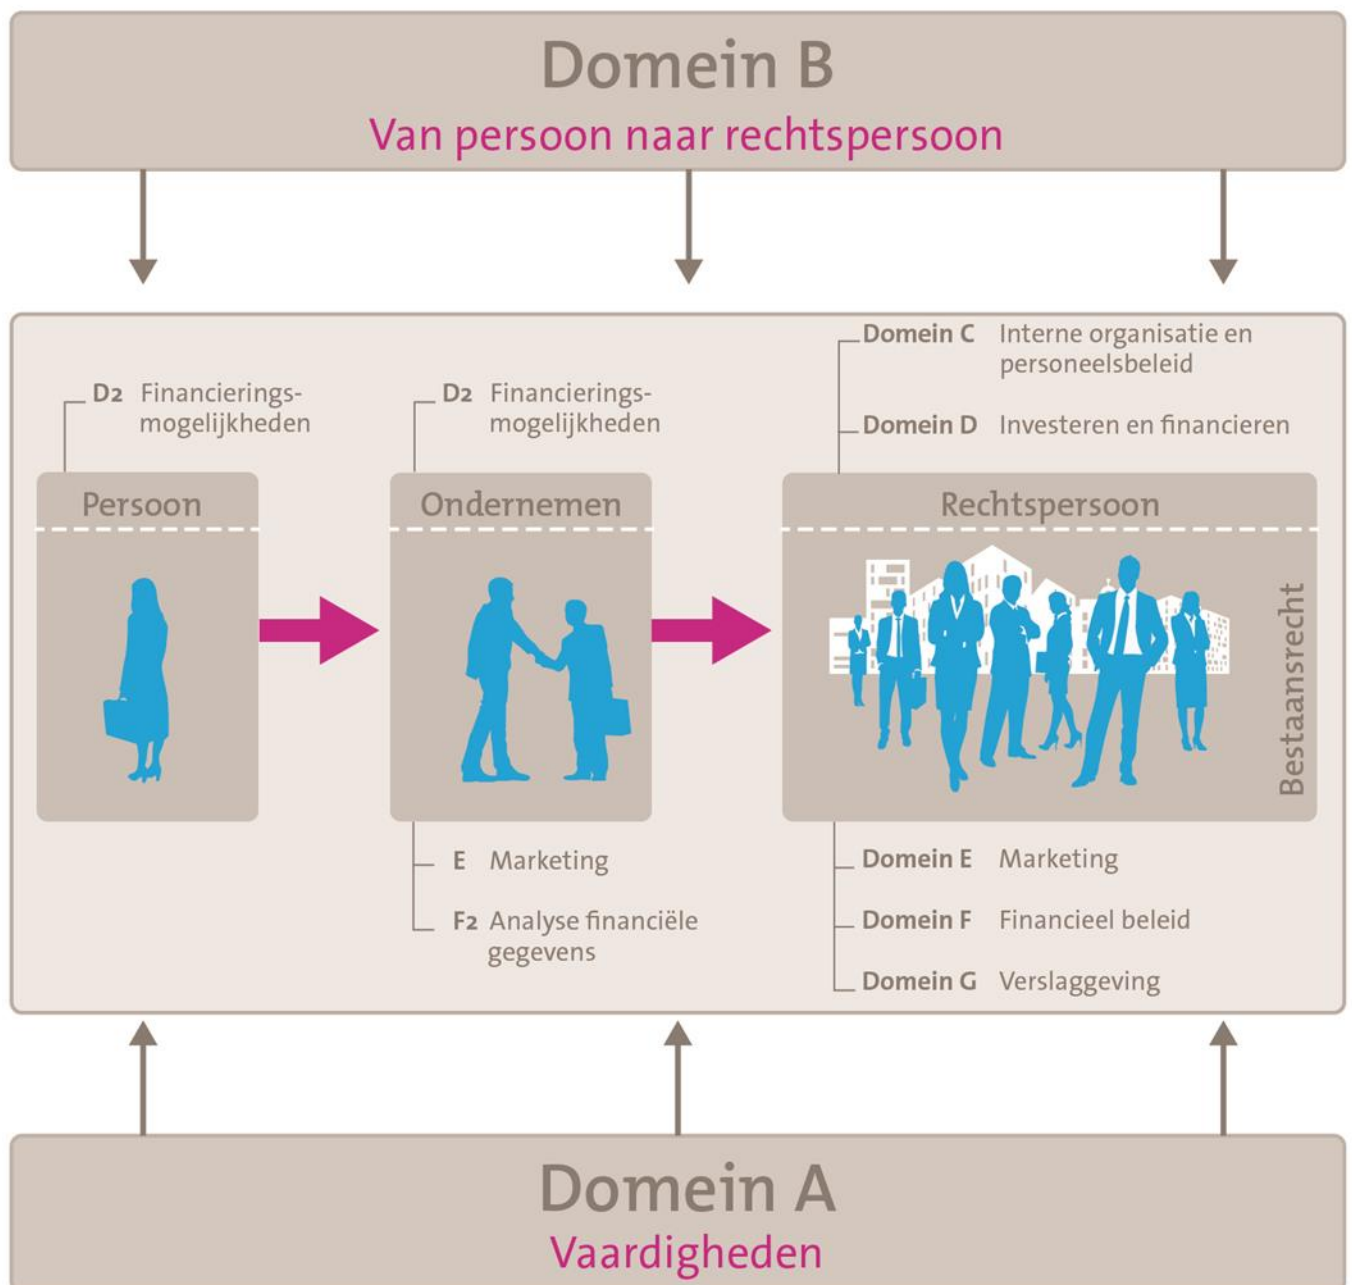 Domein B
Van persoon naar rechtspersoon
D2 Financierings-
mogelijkheden
Persoon
D2 Financierings-
mogelijkheden
Ondernemen
E Marketing
F2 Analyse financiële
gegevens
Domein C Interne organisatie en
personeelsbeleid
Domein D Investeren en financieren
Rechtspersoon
Bestaansrecht
Domein E Marketing
Domein F Financieel beleid
Domein G Verslaggeving
Domein A
Vaardigheden